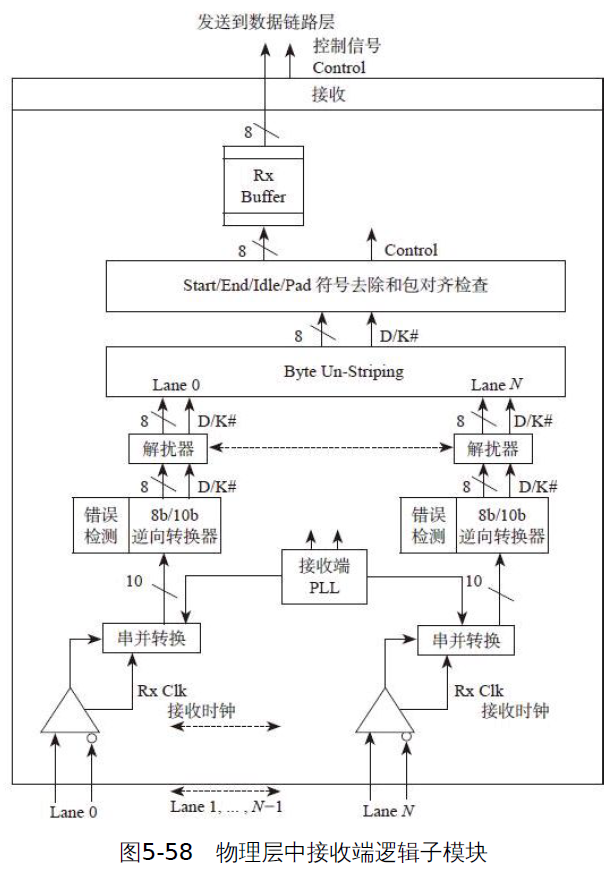 发送到数据链路层
控制信号
Control
接收
8
Rx
Buffer
8
Control
Start/End/Idle/Pad 符号去除和包对齐检查
8
D/K#
Byte Un-Striping
Lane 0
Lane N
8
D/K#
8
D/K#
解扰器
解扰器
8
D/K#
8
D/K#
错误
检测
8b/10b
逆向转换器
错误
检测
8b/10b
逆向转换器
接收端
PLL
10
10
串并转换
串并转换
Rx Clk
接收时钟
Rx Clk
接收时钟
Lane 0
Lane 1, ... , N−1
Lane N
图5-58 物理层中接收端逻辑子模块